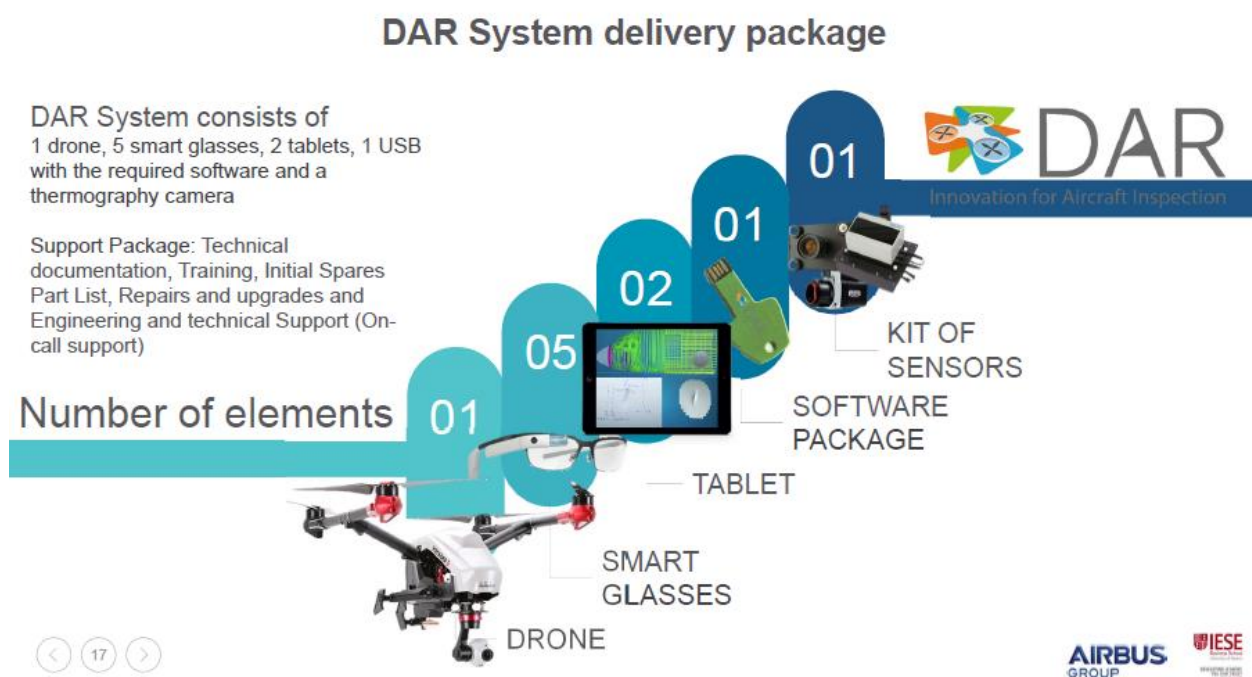 DAR System delivery package
DAR System consists of
1 drone, 5 smart glasses, 2 tablets, 1 USB
with the required software and a
thermography camera
Support Package: Technical
documentation, Training, Initial Spares
Part List, Repairs and upgrades and
Engineering and technical Support (On-
call support)
Number of elements
01
05
02
01
01
DAR
Innovation for Aircraft Inspection
KIT OF
SENSORS
SOFTWARE
PACKAGE
TABLET
SMART
GLASSES
DRONE
17
AIRBUS
GROUP
IESE